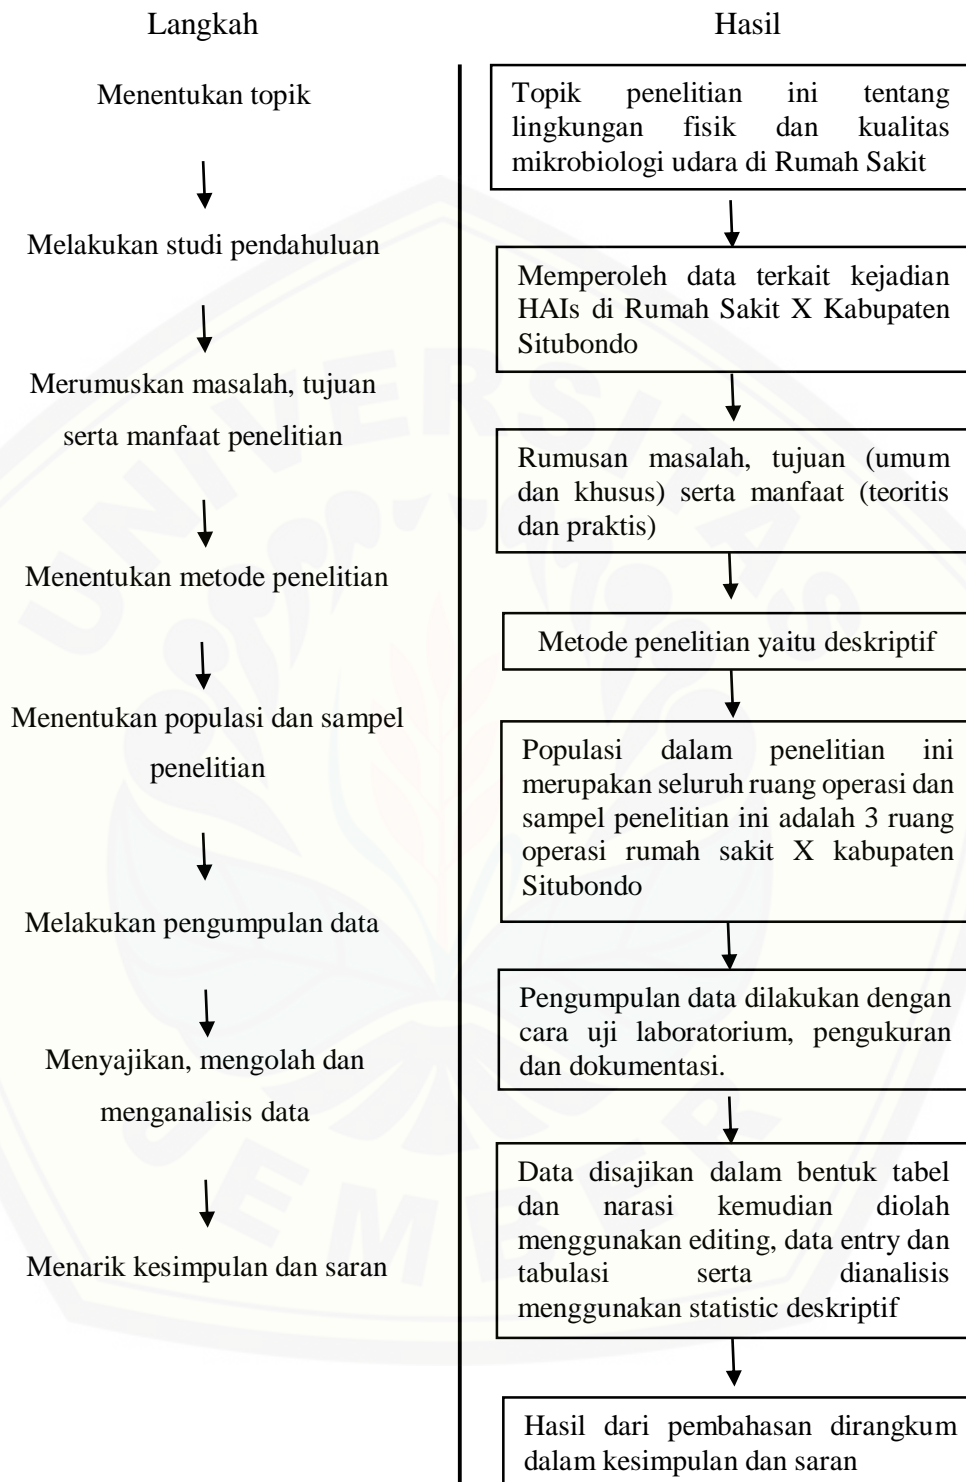 Langkah
Menentukan topik
Melakukan studi pendahuluan
Merumuskan masalah, tujuan
serta manfaat penelitian
Menentukan metode penelitian
Menentukan populasi dan sampel
penelitian
Melakukan pengumpulan data
Menyajikan, mengolah dan
menganalisis data
Menarik kesimpulan dan saran
Hasil
Topik penelitian ini tentang
lingkungan fisik dan kualitas
mikrobiologi udara di Rumah Sakit
Memperoleh data terkait kejadian
HAIs di Rumah Sakit X Kabupaten
Situbondo
Rumusan masalah, tujuan (umum
dan khusus) serta manfaat (teoritis
dan praktis)
Metode penelitian yaitu deskriptif
Populasi dalam penelitian ini
merupakan seluruh ruang operasi dan
sampel penelitian ini adalah 3 ruang
operasi rumah sakit X kabupaten
Situbondo
Pengumpulan data dilakukan dengan
cara uji laboratorium, pengukuran
dan dokumentasi.
Data disajikan dalam bentuk tabel
dan narasi kemudian diolah
menggunakan editing, data entry dan
tabulasi serta dianalisis
menggunakan statistic deskriptif
Hasil dari pembahasan dirangkum
dalam kesimpulan dan saran
UNIVERSITAS
JEMBER